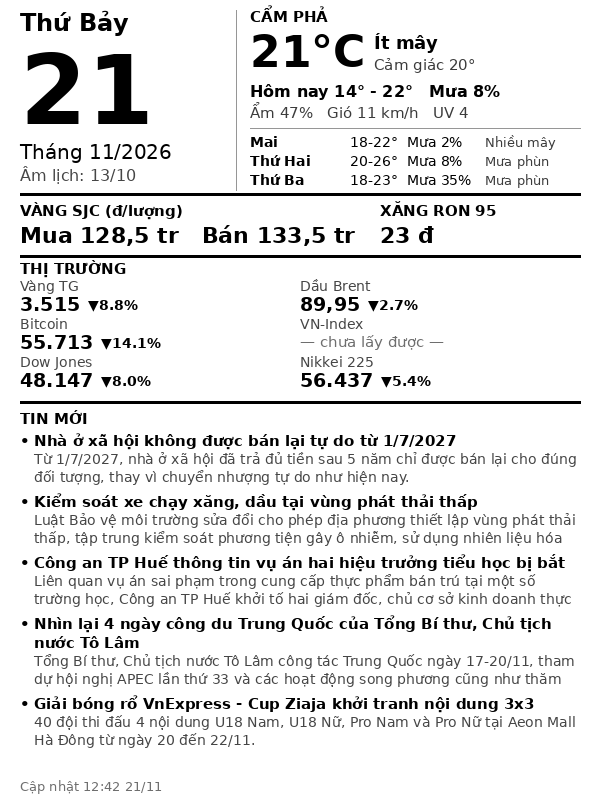 Thứ Bảy
21
Tháng 11/2026
Âm lịch: 13/10
CẨM PHẢ
21°C Ít mây
Cảm giác 20°
Hôm nay 14° - 22° Mưa 8%
Ẩm 47% Gió 11 km/h UV 4
Mai 18-22° Mưa 2% Nhiều mây
Thứ Hai 20-26° Mưa 8% Mưa phùn
Thứ Ba 18-23° Mưa 35% Mưa phùn
VÀNG SJC (đ/lượng)
Mua 128,5 tr Bán 133,5 tr
XĂNG RON 95
23 đ
THỊ TRƯỜNG
Vàng TG
3.515 ▼8.8%
Dầu Brent
89,95 ▼2.7%
Bitcoin
55.713 ▼14.1%
VN-Index
— chưa lấy được —
Dow Jones
48.147 ▼8.0%
Nikkei 225
56.437 ▼5.4%
TIN MỚI
• Nhà ở xã hội không được bán lại tự do từ 1/7/2027
Từ 1/7/2027, nhà ở xã hội đã trả đủ tiền sau 5 năm chỉ được bán lại cho đúng
đối tượng, thay vì chuyển nhượng tự do như hiện nay.
• Kiểm soát xe chạy xăng, dầu tại vùng phát thải thấp
Luật Bảo vệ môi trường sửa đổi cho phép địa phương thiết lập vùng phát thải
thấp, tập trung kiểm soát phương tiện gây ô nhiễm, sử dụng nhiên liệu hóa
• Công an TP Huế thông tin vụ án hai hiệu trưởng tiểu học bị bắt
Liên quan vụ án sai phạm trong cung cấp thực phẩm bán trú tại một số
trường học, Công an TP Huế khởi tố hai giám đốc, chủ cơ sở kinh doanh thực
• Nhìn lại 4 ngày công du Trung Quốc của Tổng Bí thư, Chủ tịch
nước Tô Lâm
Tổng Bí thư, Chủ tịch nước Tô Lâm công tác Trung Quốc ngày 17-20/11, tham
dự hội nghị APEC lần thứ 33 và các hoạt động song phương cũng như thăm
• Giải bóng rổ VnExpress - Cup Ziaja khởi tranh nội dung 3x3
40 đội thi đấu 4 nội dung U18 Nam, U18 Nữ, Pro Nam và Pro Nữ tại Aeon Mall
Hà Đông từ ngày 20 đến 22/11.
Cập nhật 12:42 21/11